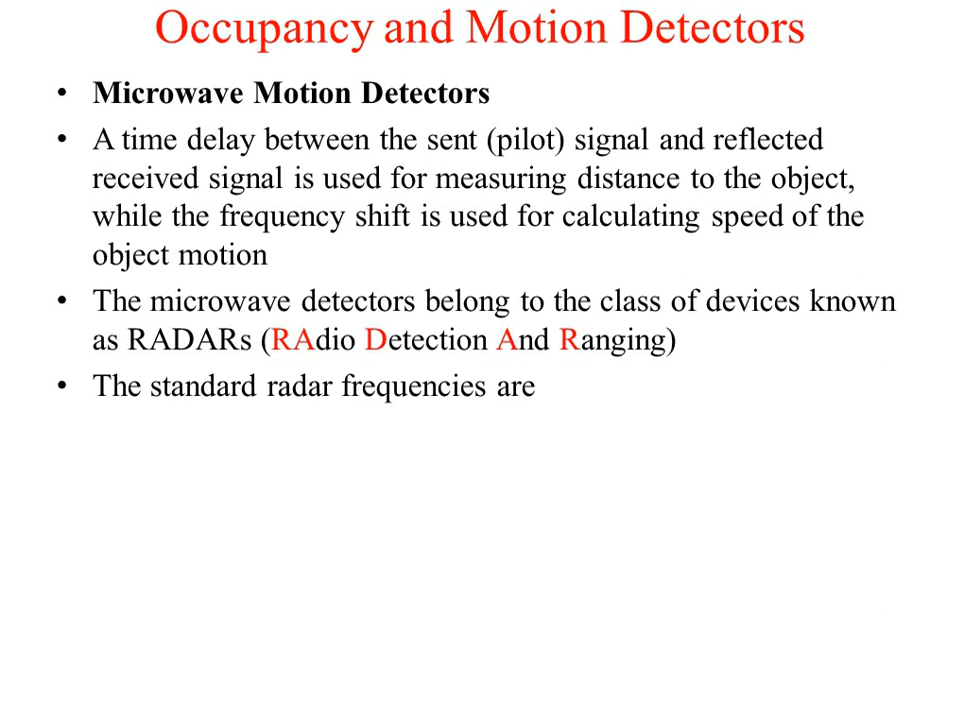 Occupancy and Motion Detectors
• Microwave Motion Detectors
• A time delay between the sent (pilot) signal and reflected
received signal is used for measuring distance to the object,
while the frequency shift is used for calculating speed of the
object motion
• The microwave detectors belong to the class of devices known
as RADARs (RAdio Detection And Ranging)
• The standard radar frequencies are